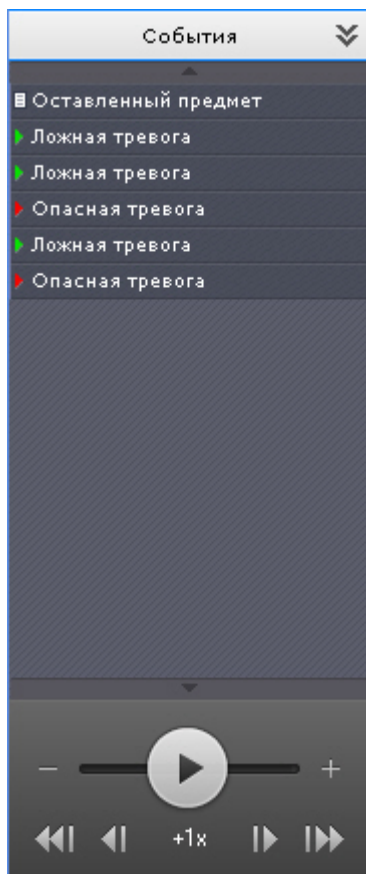 События
Оставленный предмет
Ложная тревога
Ложная тревога
Опасная тревога
Ложная тревога
Опасная тревога
− +
+1x